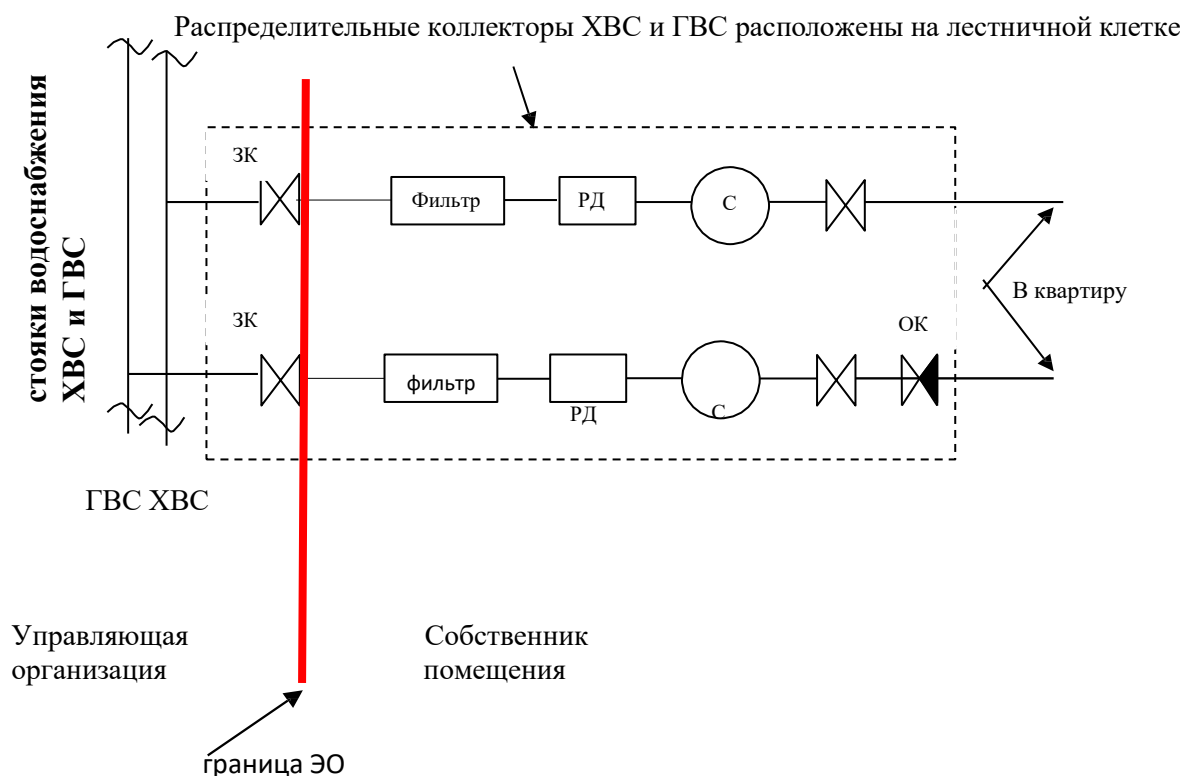 Распределительные коллекторы ХВС и ГВС расположены на лестничной клетке
стояки водоснабжения
ХВС и ГВС
ЗК
Фильтр
РД
С
В квартиру
ЗК
ОК
фильтр
РД
С
ГВС ХВС
Управляющая
организация
Собственник
помещения
граница ЭО